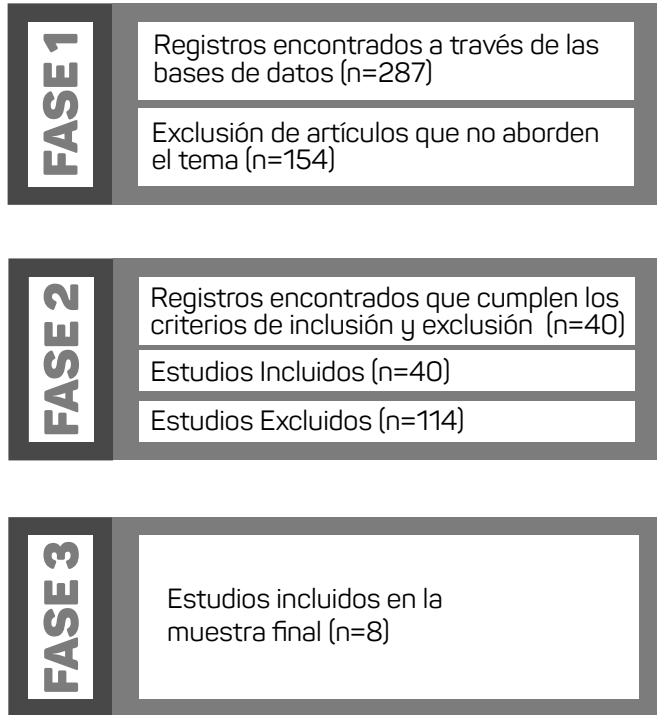 FASE 1
Registros encontrados a través de las
bases de datos (n=287)
Exclusión de artículos que no aborden
el tema (n=154)
FASE 2
Registros encontrados que cumplen los
criterios de inclusión y exclusión (n=40)
Estudios Incluidos (n=40)
Estudios Excluidos (n=114)
FASE 3
Estudios incluidos en la
muestra final (n=8)